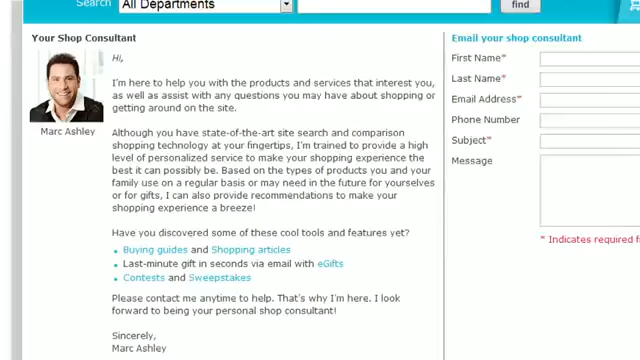 Search
All Departments
find
Your Shop Consultant
Hi,
I'm here to help you with the products and services that interest you,
as well as assist with any questions you may have about shopping or
getting around on the site.
Marc Ashley
Although you have state-of-the-art site search and comparison
shopping technology at your fingertips, I'm trained to provide a high
level of personalized service to make your shopping experience the
best it can possibly be. Based on the types of products you and your
family use on a regular basis or may need in the future for yourselves
or for gifts, I can also provide recommendations to make your
shopping experience a breeze!
Have you discovered some of these cool tools and features yet?
• Buying guides and Shopping articles
• Last-minute gift in seconds via email with eGifts
• Contests and Sweepstakes
Please contact me anytime to help. That's why I'm here. I look
forward to being your personal shop consultant!
Sincerely,
Marc Ashley
Email your shop consultant
First Name*
Last Name*
Email Address*
Phone Number
Subject*
Message
* Indicates required